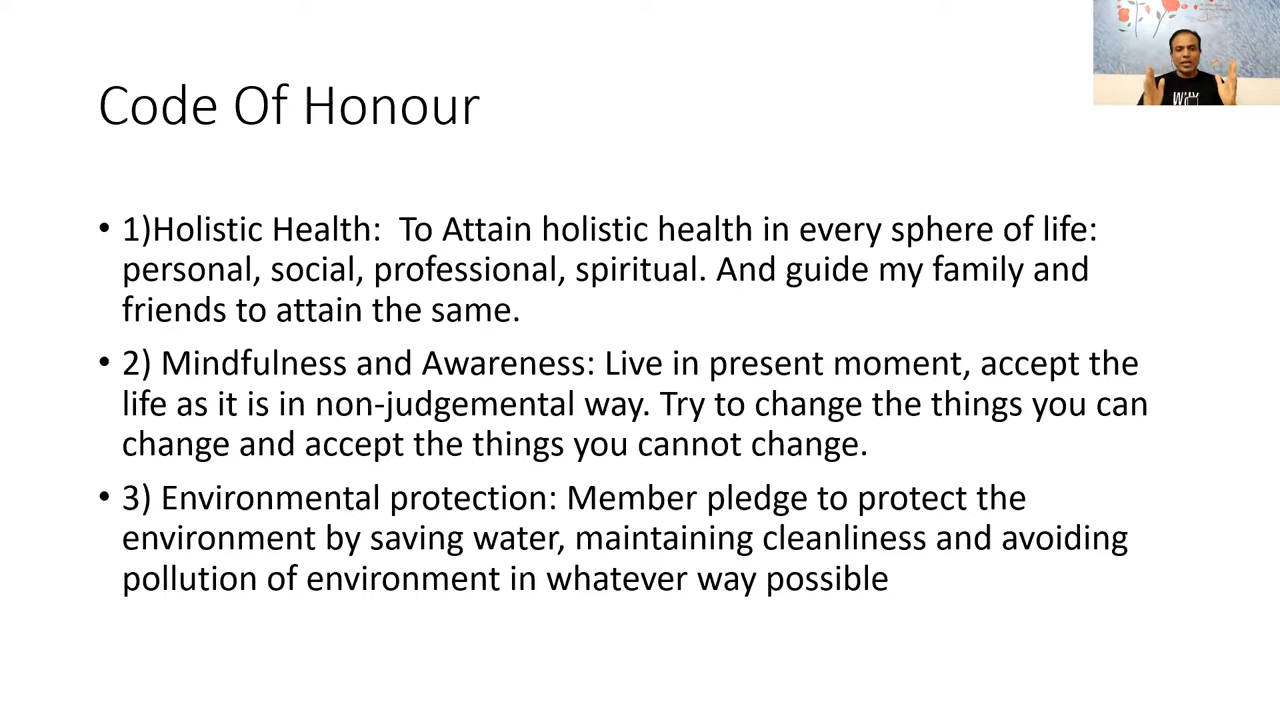 Code Of Honour
• 1)Holistic Health:  To Attain holistic health in every sphere of life:
personal, social, professional, spiritual. And guide my family and
friends to attain the same.
• 2) Mindfulness and Awareness: Live in present moment, accept the
life as it is in non-judgemental way. Try to change the things you can
change and accept the things you cannot change.
• 3) Environmental protection: Member pledge to protect the
environment by saving water, maintaining cleanliness and avoiding
pollution of environment in whatever way possible